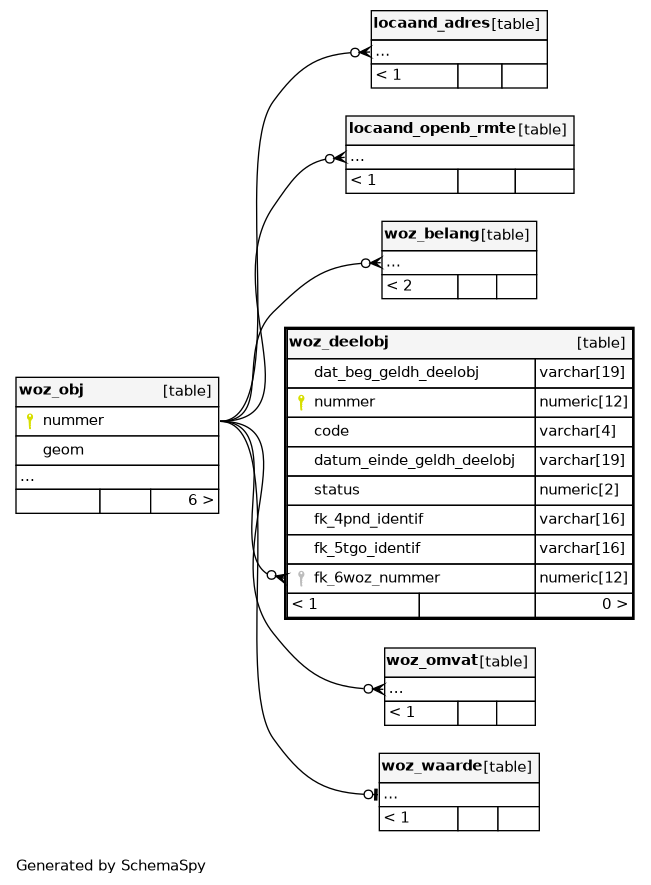 locaand_adres [table]
...
< 1
locaand_openb_rmte [table]
...
< 1
woz_belang [table]
...
< 2
woz_deelobj [table]
dat_beg_geldh_deelobj varchar[19]
nummer numeric[12]
code varchar[4]
datum_einde_geldh_deelobj varchar[19]
status numeric[2]
fk_4pnd_identif varchar[16]
fk_5tgo_identif varchar[16]
fk_6woz_nummer numeric[12]
< 1 0 >
woz_obj [table]
nummer
geom
...
6 >
woz_omvat [table]
...
< 1
woz_waarde [table]
...
< 1
Generated by SchemaSpy